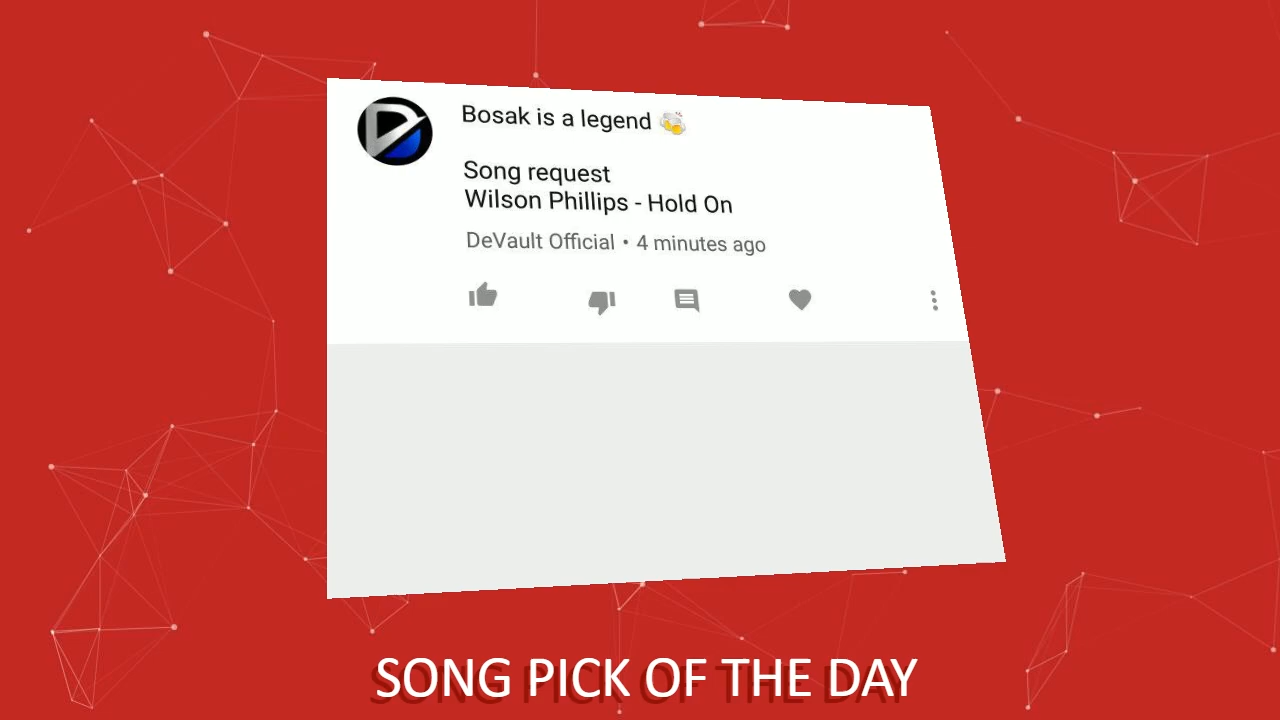 Bosak is a legend 🍻
Song request
Wilson Phillips - Hold On
DeVault Official • 4 minutes ago
SONG PICK OF THE DAY